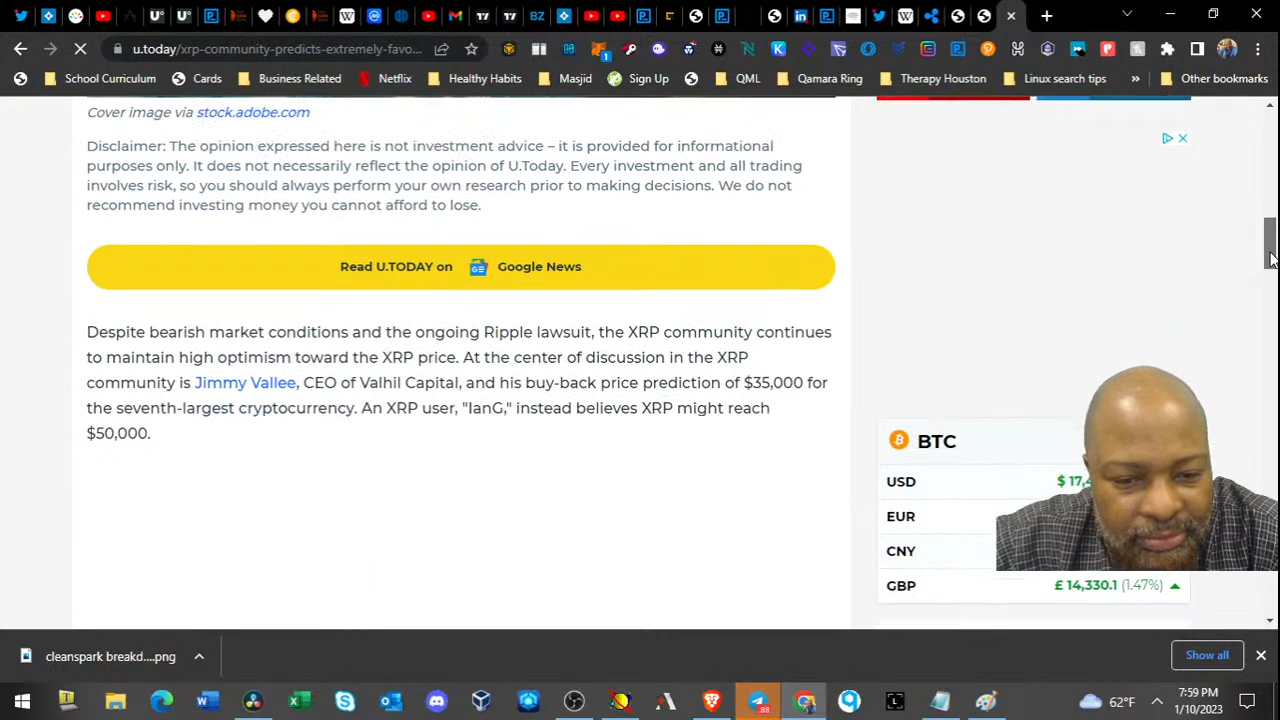 u.today/xrp-community-predicts-extremely-favo...
School Curriculum
Cards
Business Related
Netflix
Healthy Habits
Masjid
Sign Up
QML
Qamara Ring
Therapy Houston
Linux search tips
»
Other bookmarks
Cover image via stock.adobe.com
Disclaimer: The opinion expressed here is not investment advice – it is provided for informational
purposes only. It does not necessarily reflect the opinion of U.Today. Every investment and all trading
involves risk, so you should always perform your own research prior to making decisions. We do not
recommend investing money you cannot afford to lose.
Read U.TODAY on Google News
Despite bearish market conditions and the ongoing Ripple lawsuit, the XRP community continues
to maintain high optimism toward the XRP price. At the center of discussion in the XRP
community is Jimmy Vallee, CEO of Valhil Capital, and his buy-back price prediction of $35,000 for
the seventh-largest cryptocurrency. An XRP user, "IanG," instead believes XRP might reach
$50,000.
BTC
USD $ 17,4
EUR
CNY
GBP £ 14,330.1 (1.47%)
cleanspark breakd....png
Show all
.88
62°F
7:59 PM
1/10/2023